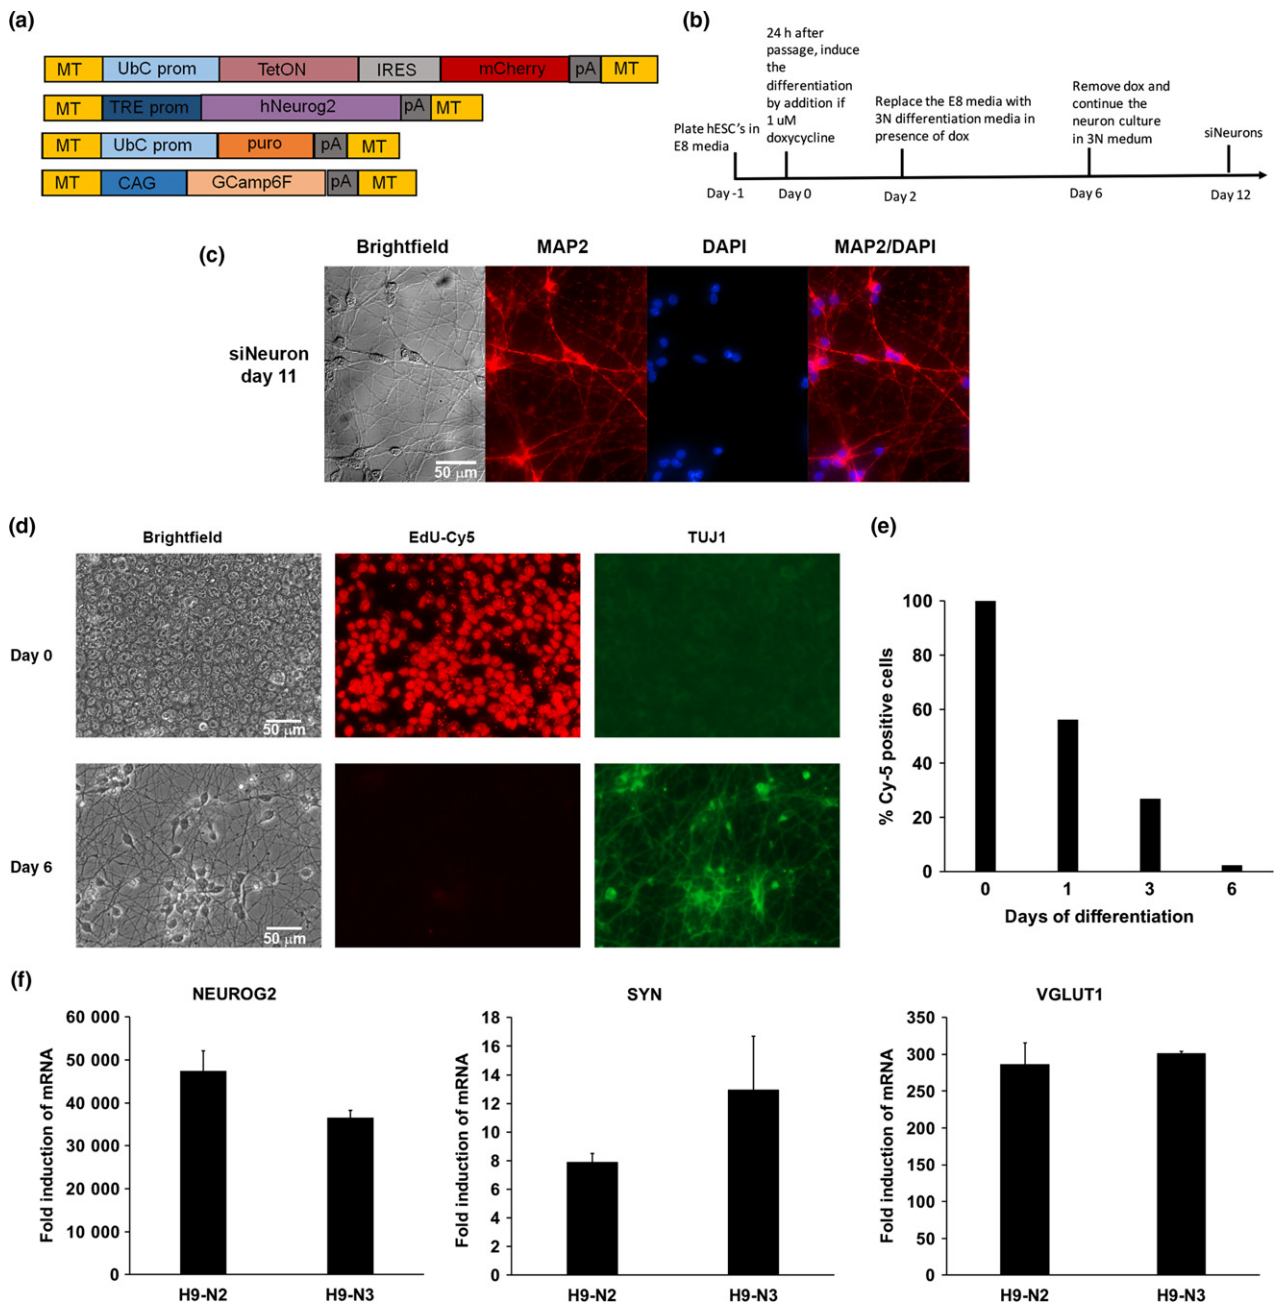 (a)
MT UbC prom TetON IRES mCherry pA MT
MT TRE prom hNeurog2 pA MT
MT UbC prom puro pA MT
MT CAG GCamp6F pA MT
(b)
Plate hESC's in
E8 media
24 h after
passage, induce
the
differentiation
by addition if
1 uM
doxycycline
Replace the E8 media with
3N differentiation media in
presence of dox
Remove dox and
continue the
neuron culture
in 3N medum
siNeurons
Day -1 Day 0 Day 2 Day 6 Day 12
(c)
Brightfield MAP2 DAPI MAP2/DAPI
siNeuron
day 11
50 μm
(d)
Brightfield EdU-Cy5 TUJ1
Day 0
50 μm
Day 6
50 μm
(e)
% Cy-5 positive cells
100
80
60
40
20
0
0 1 3 6
Days of differentiation
(f)
NEUROG2
Fold induction of mRNA
60 000
50 000
40 000
30 000
20 000
10 000
0
H9-N2 H9-N3
SYN
Fold induction of mRNA
18
16
14
12
10
8
6
4
2
0
H9-N2 H9-N3
VGLUT1
Fold induction of mRNA
350
300
250
200
150
100
50
0
H9-N2 H9-N3